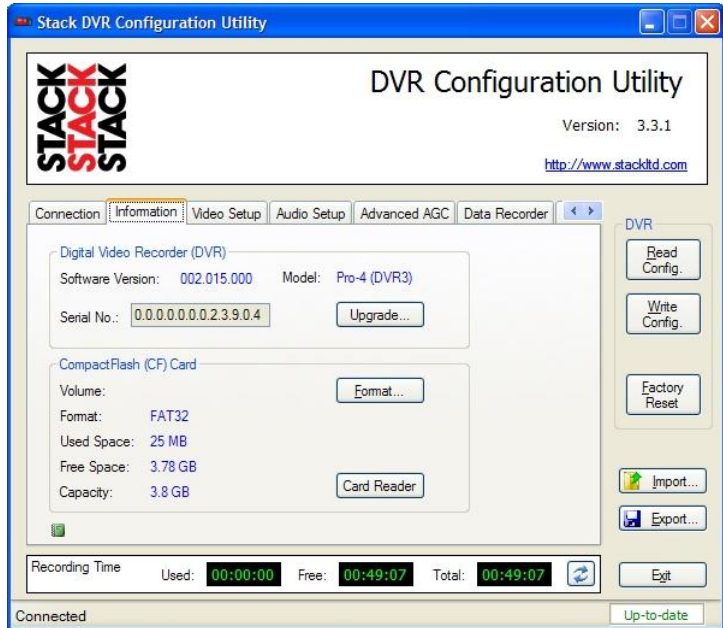 Stack DVR Configuration Utility
STACK
STACK
STACK
DVR Configuration Utility
Version: 3.3.1
http://www.stackltd.com
Connection Information Video Setup Audio Setup Advanced AGC Data Recorder
Digital Video Recorder (DVR)
Software Version: 002.015.000 Model: Pro-4 (DVR3)
Serial No.: 0.0.0.0.0.0.2.3.9.0.4 Upgrade...
CompactFlash (CF) Card
Volume: Format...
Format: FAT32
Used Space: 25 MB
Free Space: 3.78 GB
Capacity: 3.8 GB Card Reader
DVR
Read
Config.
Write
Config.
Factory
Reset
Import...
Export...
Recording Time Used: 00:00:00 Free: 00:49:07 Total: 00:49:07
Exit
Connected Up-to-date